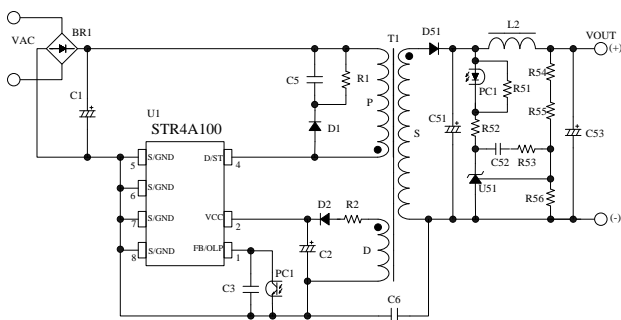 VAC
BR1
C1
U1
STR4A100
S/GND
D/ST
5
4
S/GND
6
S/GND
VCC
7
2
S/GND
FB/OLP
8
1
C5
R1
D1
P
T1
S
D
D2
R2
C2
C3
PC1
C6
D51
L2
VOUT
(+)
PC1
R51
R54
R55
C51
R52
C53
C52
R53
U51
R56
(-)